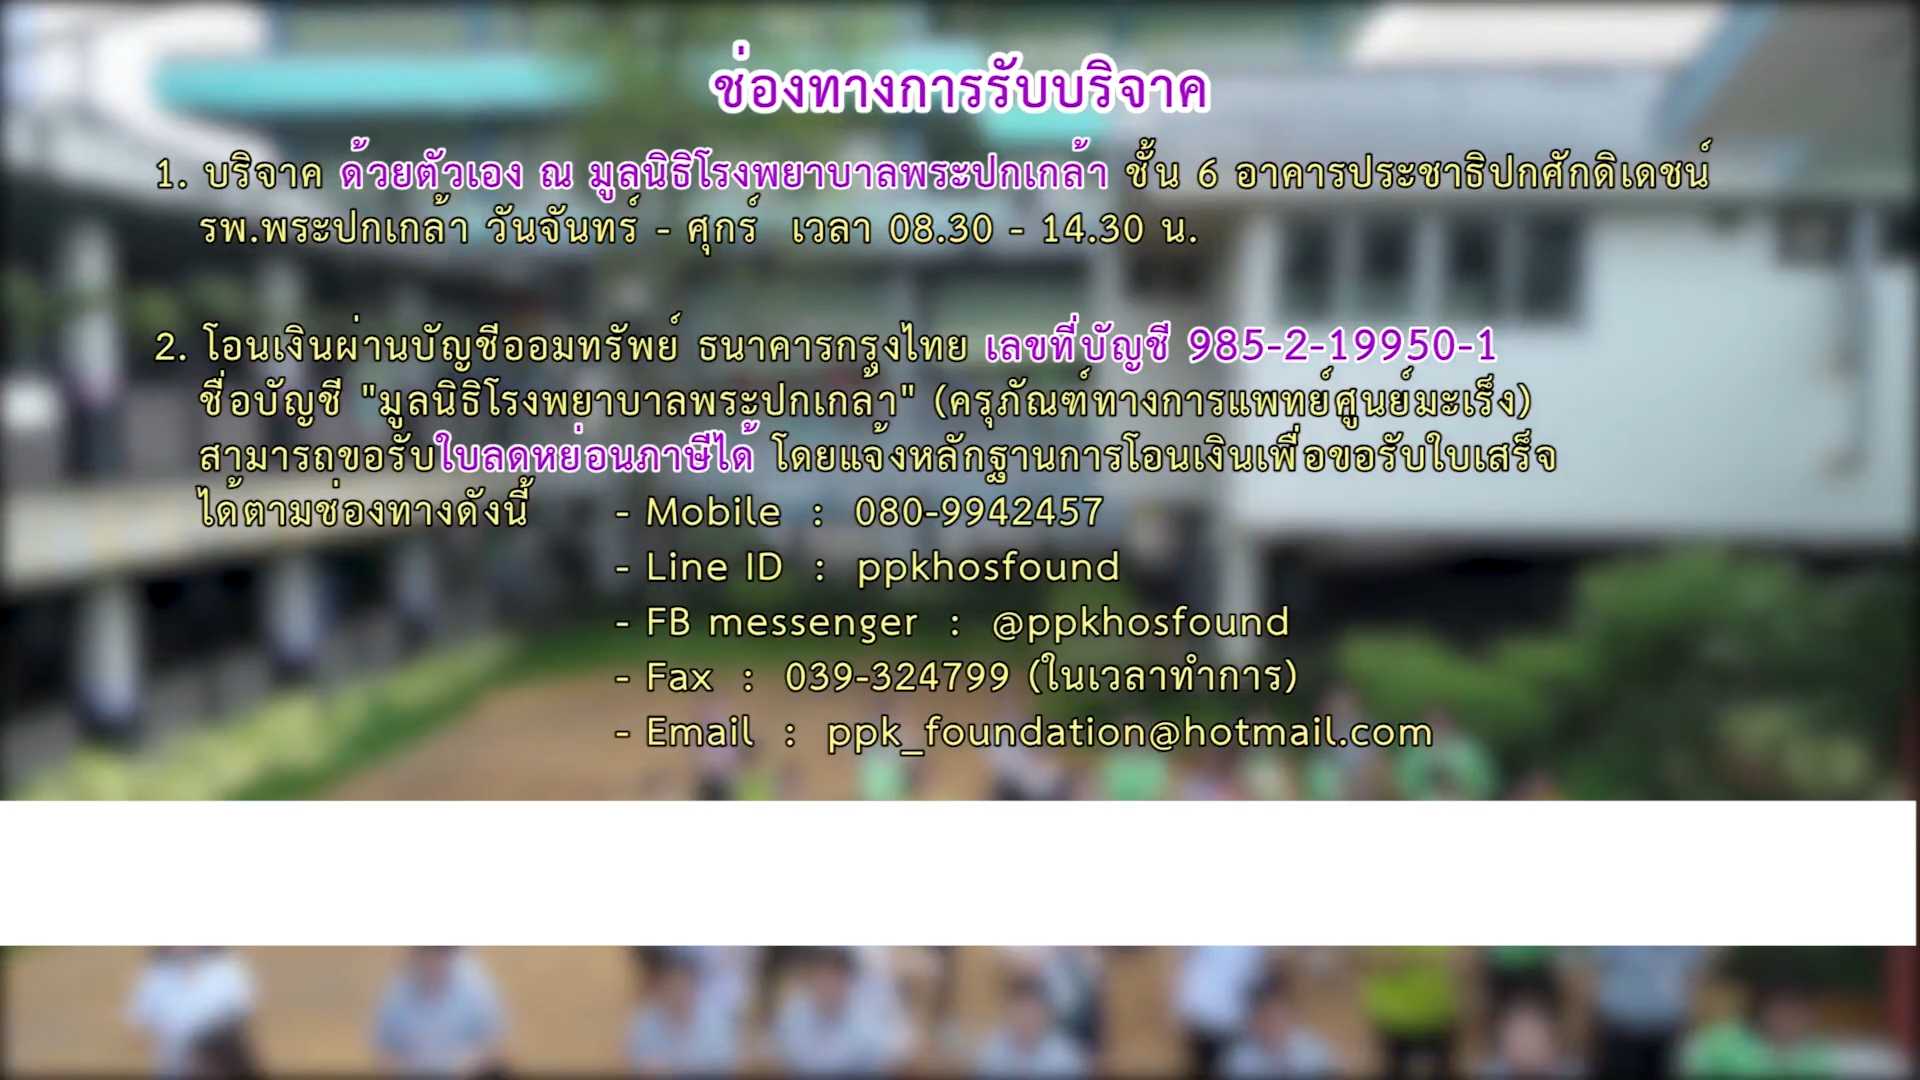 ช่องทางการรับบริจาค
1. บริจาค ด้วยตัวเอง ณ มูลนิธิโรงพยาบาลพระปกเกล้า ชั้น 6 อาคารประชาธิปกศักดิเดชน์
รพ.พระปกเกล้า วันจันทร์ - ศุกร์ เวลา 08.30 - 14.30 น.
2. โอนเงินผ่านบัญชีออมทรัพย์ ธนาคารกรุงไทย เลขที่บัญชี 985-2-19950-1
ชื่อบัญชี "มูลนิธิโรงพยาบาลพระปกเกล้า" (ครุภัณฑ์ทางการแพทย์ศูนย์มะเร็ง)
สามารถขอรับใบลดหย่อนภาษีได้ โดยแจ้งหลักฐานการโอนเงินเพื่อขอรับใบเสร็จ
ได้ตามช่องทางดังนี้ - Mobile : 080-9942457
- Line ID : ppkhosfound
- FB messenger : @ppkhosfound
- Fax : 039-324799 (ในเวลาทำการ)
- Email : ppk_foundation@hotmail.com